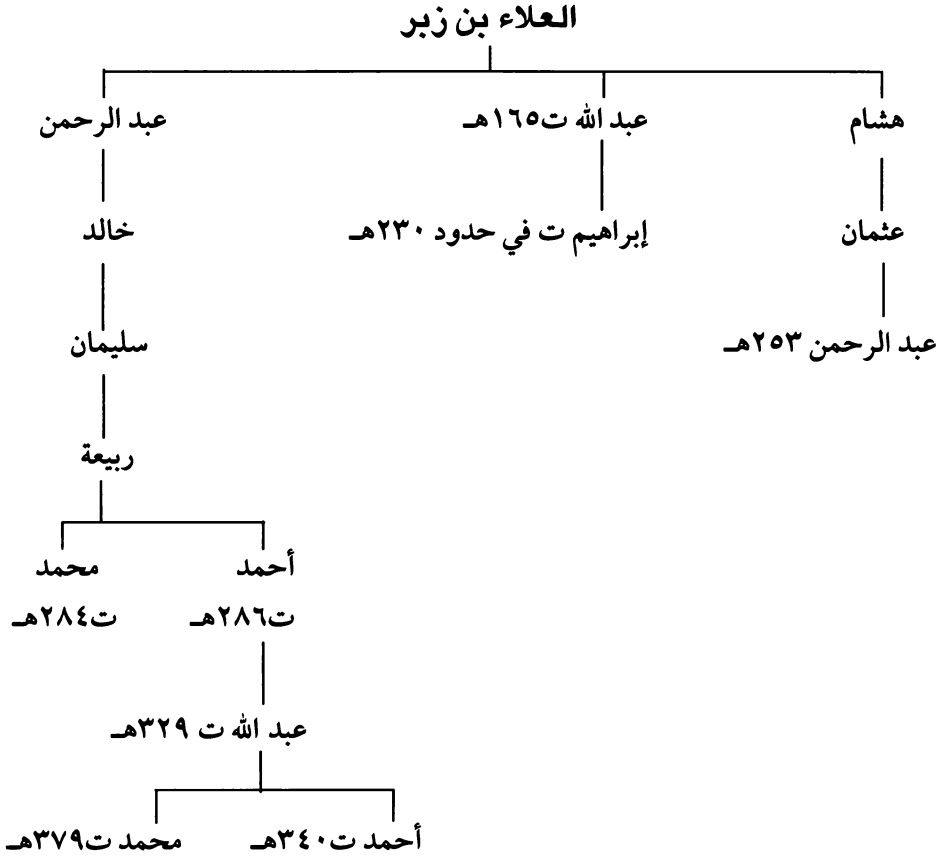 العلاء بن زبر
هشام
عبد الله ت١٦٥هـ
عبد الرحمن
عثمان
إبراهيم ت في حدود ٢٣٠هـ
خالد
عبد الرحمن ٢٥٣هـ
سليمان
ربيعة
أحمد
محمد
ت٢٨٦هـ
ت٢٨٤هـ
عبد الله ت ٣٢٩هـ
أحمد ت٣٤٠هـ
محمد ت٣٧٩هـ